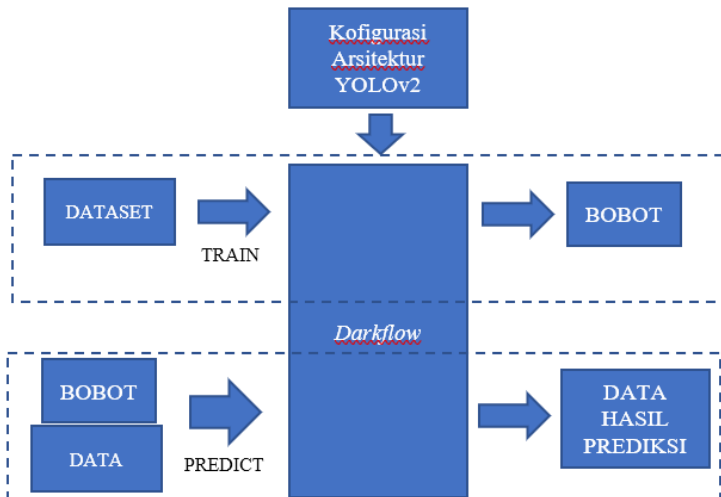 Kofigurasi
Arsitektur
YOLOv2
DATASET
TRAIN
BOBOT
Darkflow
BOBOT
DATA
PREDICT
DATA
HASIL
PREDIKSI